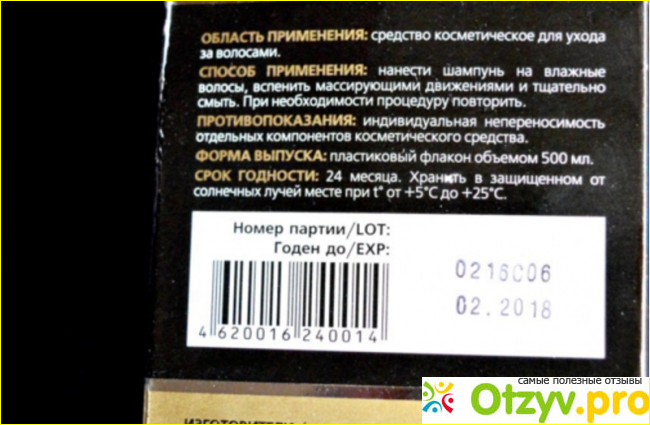 ОБЛАСТЬ ПРИМЕНЕНИЯ: средство косметическое для ухода
за волосами.
СПОСОБ ПРИМЕНЕНИЯ: нанести шампунь на влажные
волосы, вспенить массирующими движениями и тщательно
смыть. При необходимости процедуру повторить.
ПРОТИВОПОКАЗАНИЯ: индивидуальная непереносимость
отдельных компонентов косметического средства.
ФОРМА ВЫПУСКА: пластиковый флакон объемом 500 мл.
СРОК ГОДНОСТИ: 24 месяца. Хранить в защищенном от
солнечных лучей месте при t° от +5°C до +25°C.
Номер партии/LOT:
Годен до/EXP:
0216C06
02.2018
4 620016 240014
самые полезные отзывы
Otzyv.pro